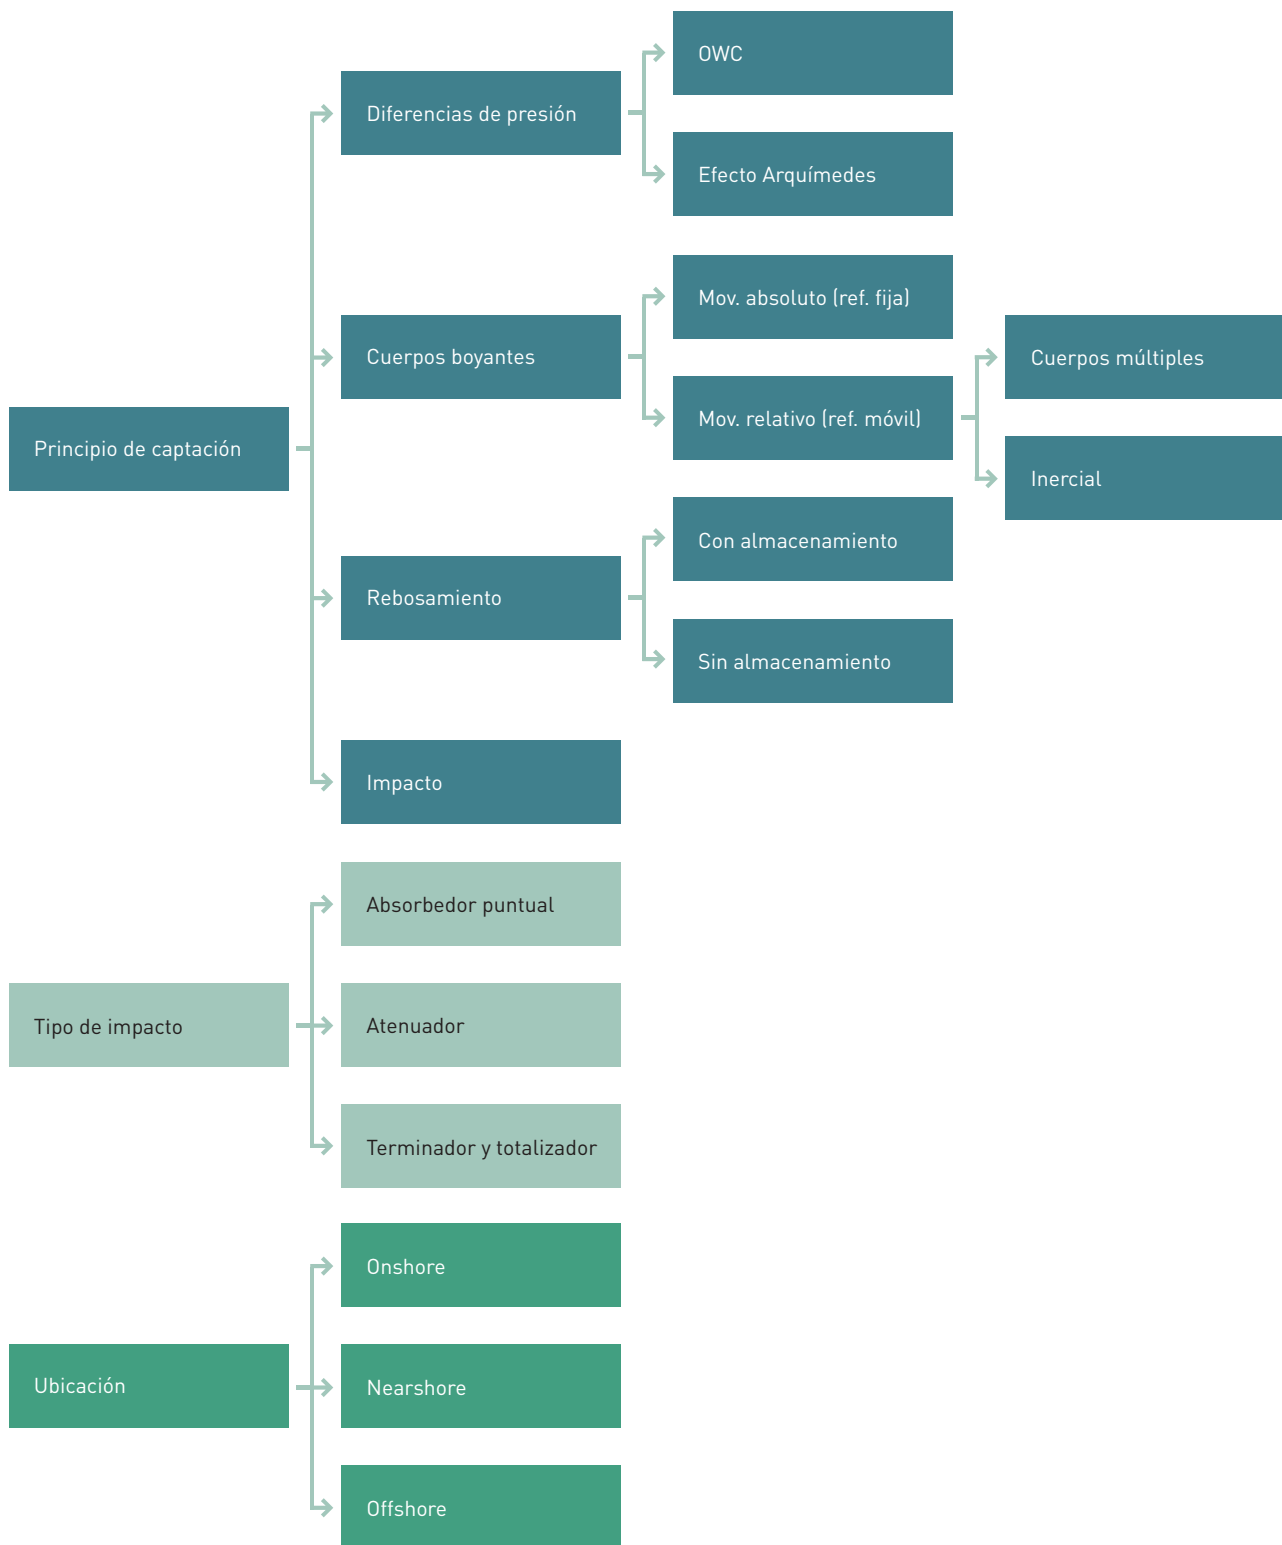 Principio de captación
Diferencias de presión
OWC
Efecto Arquímedes
Cuerpos boyantes
Mov. absoluto (ref. fija)
Mov. relativo (ref. móvil)
Cuerpos múltiples
Inercial
Rebosamiento
Con almacenamiento
Sin almacenamiento
Impacto
Tipo de impacto
Absorbedor puntual
Atenuador
Terminador y totalizador
Ubicación
Onshore
Nearshore
Offshore